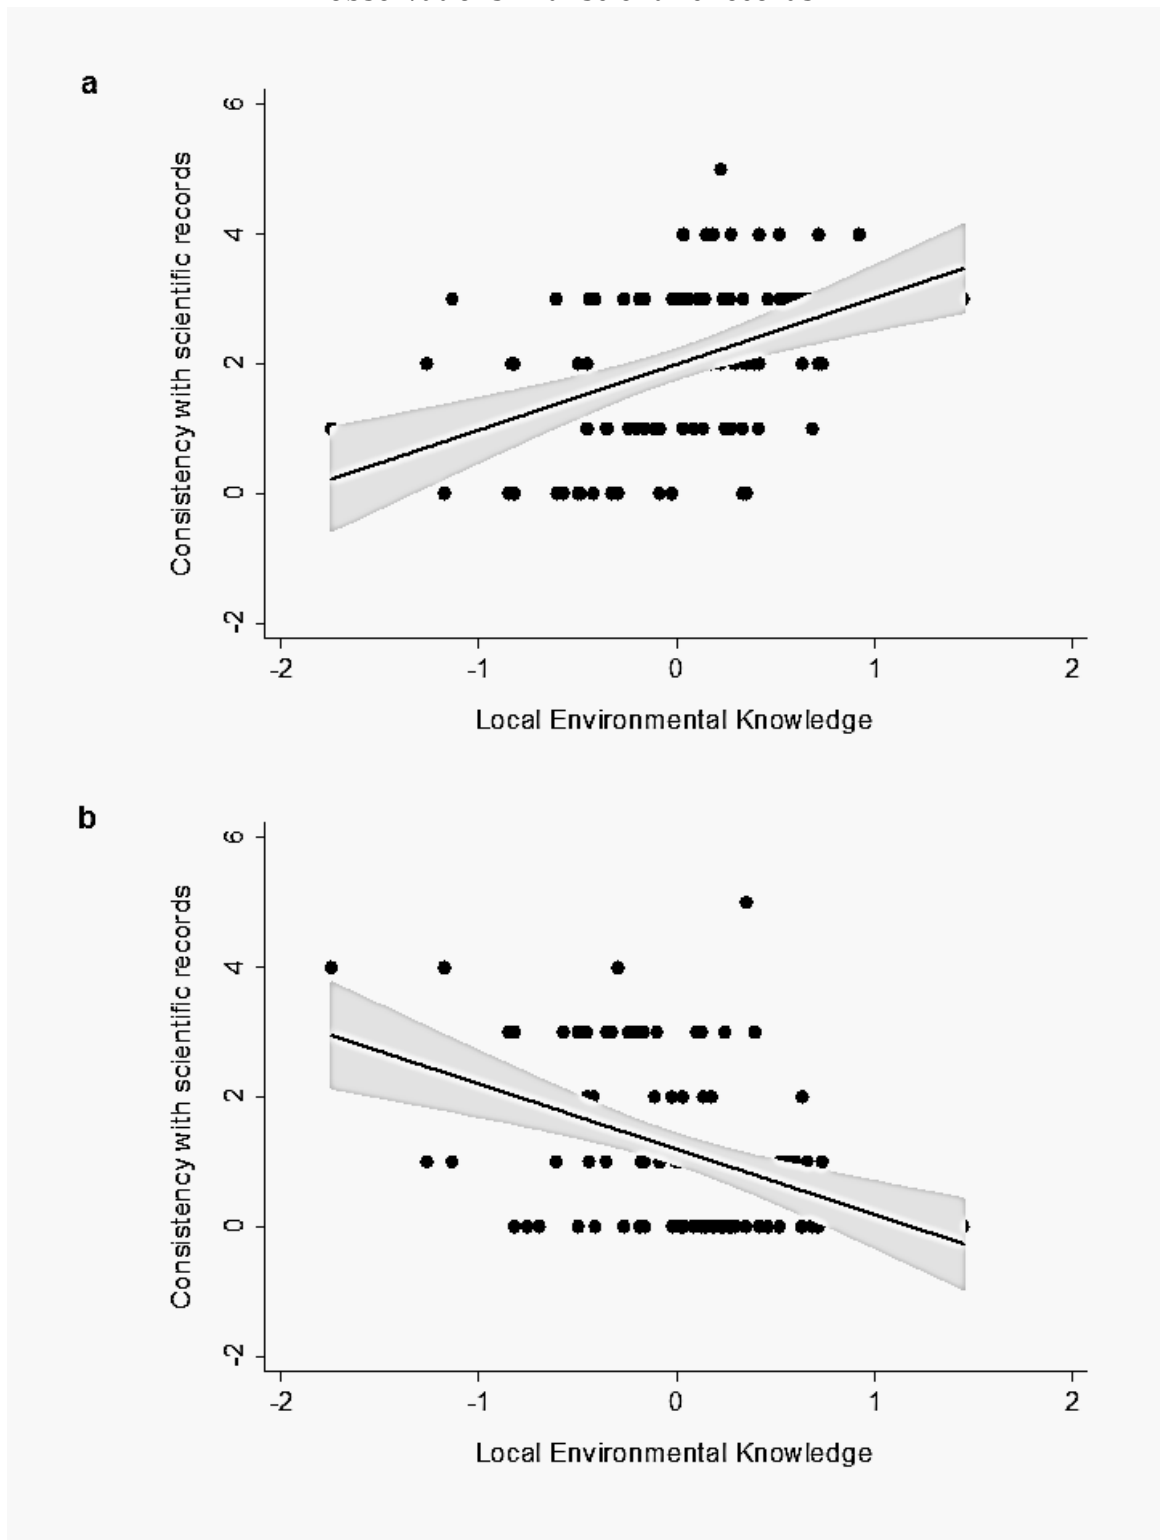 a
Consistency with scientific records
6
4
2
0
-2
-2 -1 0 1 2
Local Environmental Knowledge
b
Consistency with scientific records
6
4
2
0
-2
-2 -1 0 1 2
Local Environmental Knowledge